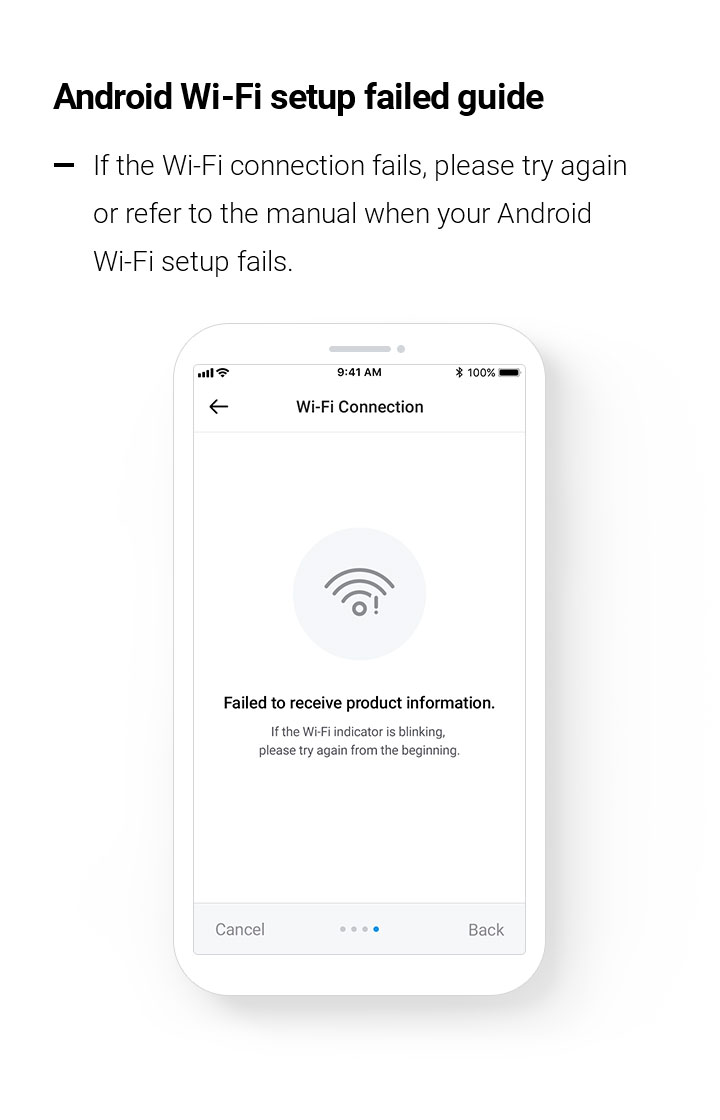 Android Wi-Fi setup failed guide
If the Wi-Fi connection fails, please try again
or refer to the manual when your Android
Wi-Fi setup fails.
9:41 AM 100%
Wi-Fi Connection
Failed to receive product information.
If the Wi-Fi indicator is blinking,
please try again from the beginning.
Cancel Back